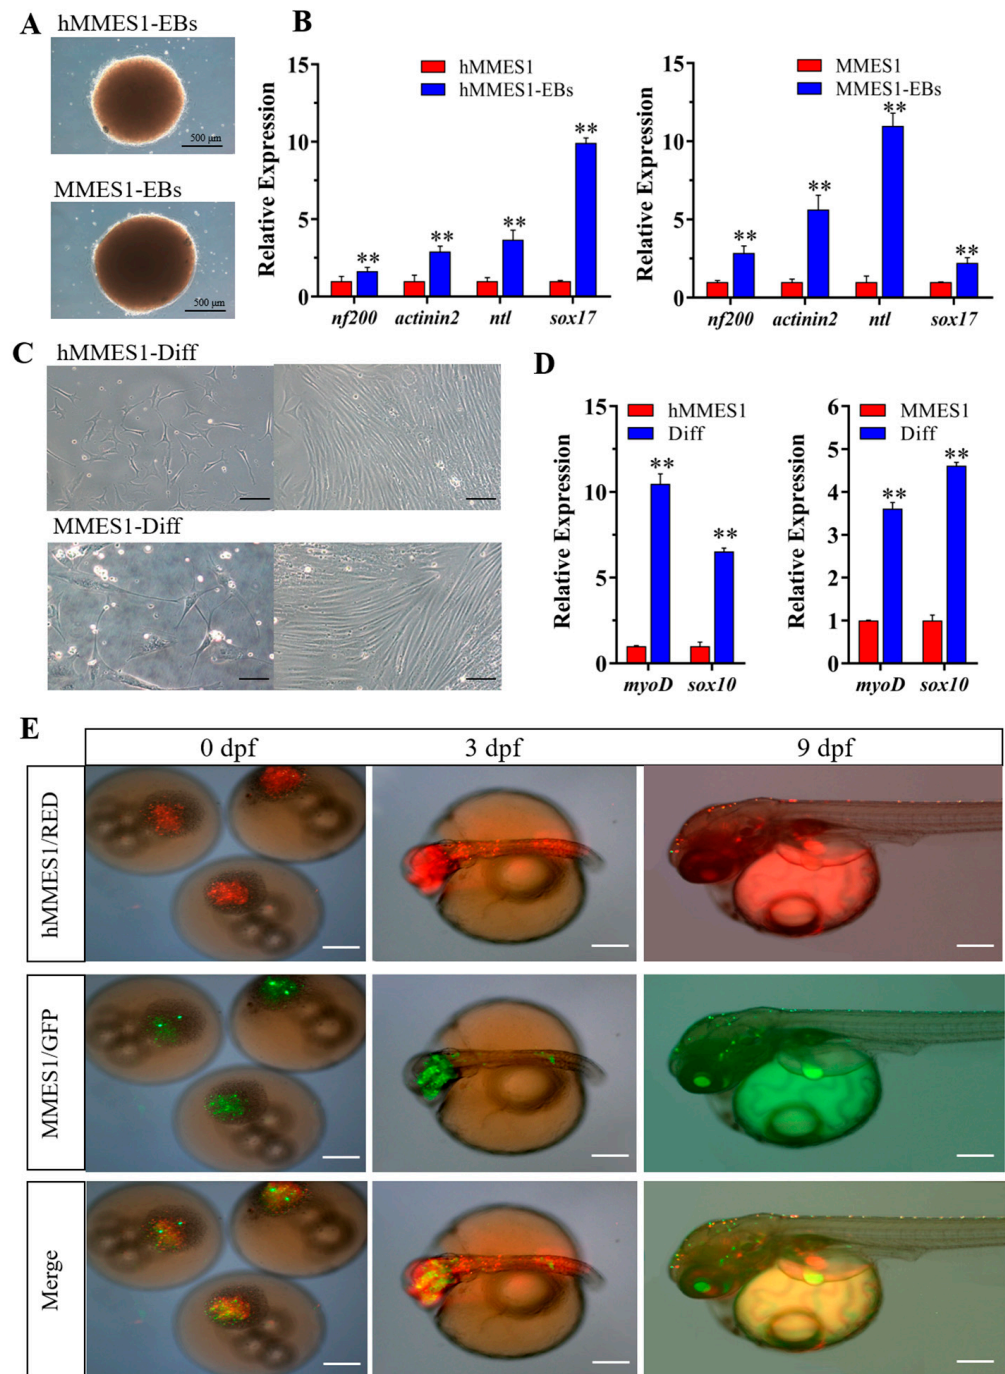 A
hMMES1-EBs
500 μm
MMES1-EBs
500 μm
B
15
10
5
0
Relative Expression
hMMES1
hMMES1-EBs
**
**
**
**
nf200 actinin2 ntl sox17
15
10
5
0
Relative Expression
MMES1
MMES1-EBs
**
**
**
**
nf200 actinin2 ntl sox17
C
hMMES1-Diff
MMES1-Diff
D
15
10
5
0
Relative Expression
hMMES1
Diff
**
**
myoD sox10
6
5
4
3
2
1
0
Relative Expression
MMES1
Diff
**
**
myoD sox10
E
0 dpf 3 dpf 9 dpf
hMMES1/RED
MMES1/GFP
Merge